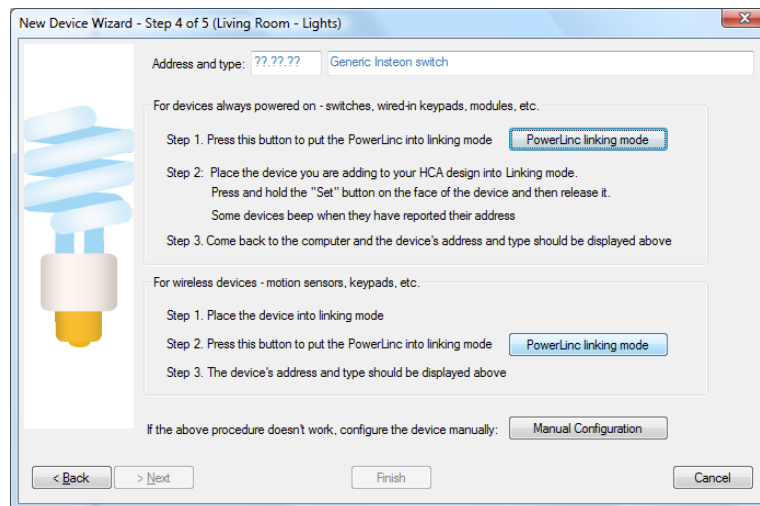 New Device Wizard - Step 4 of 5 (Living Room - Lights)
Address and type: ??.??.?? Generic Insteon switch
For devices always powered on - switches, wired-in keypads, modules, etc.
Step 1. Press this button to put the PowerLinc into linking mode PowerLinc linking mode
Step 2: Place the device you are adding to your HCA design into Linking mode.
Press and hold the "Set" button on the face of the device and then release it.
Some devices beep when they have reported their address
Step 3. Come back to the computer and the device's address and type should be displayed above
For wireless devices - motion sensors, keypads, etc.
Step 1. Place the device into linking mode
Step 2. Press this button to put the PowerLinc into linking mode PowerLinc linking mode
Step 3. The device's address and type should be displayed above
If the above procedure doesn't work, configure the device manually: Manual Configuration
< Back > Next Finish Cancel